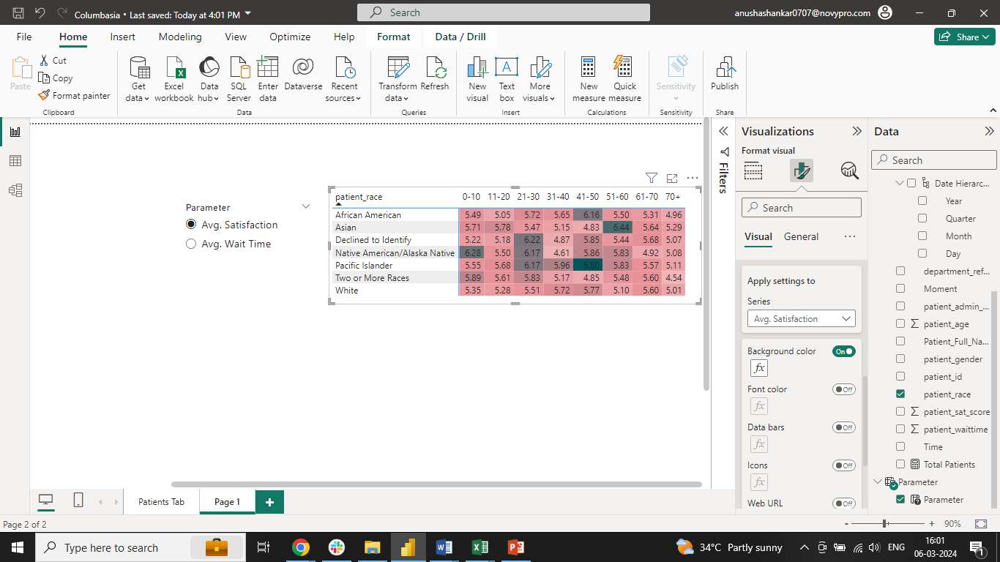 Columbasia • Last saved: Today at 4:01 PM
Search
anushashankar0707@novypro.com
File Home Insert Modeling View Optimize Help Format Data / Drill
Share
Paste
Cut
Copy
Format painter
Clipboard
Get data
Excel workbook
Data hub
SQL Server
Enter data
Dataverse
Recent sources
Data
Transform data
Refresh
Queries
New visual
Text box
More visuals
Insert
New measure
Quick measure
Calculations
Sensitivity
Sensitivity
Publish
Share
Parameter
Avg. Satisfaction
Avg. Wait Time
patient_race 0-10 11-20 21-30 31-40 41-50 51-60 61-70 70+
African American 5.49 5.05 5.72 5.65 6.16 5.50 5.31 4.96
Asian 5.71 5.78 5.47 5.15 4.83 6.44 5.64 5.29
Declined to Identify 5.22 5.18 6.22 4.87 5.85 5.44 5.68 5.07
Native American/Alaska Native 6.28 5.50 6.17 4.61 5.86 5.83 4.92 5.08
Pacific Islander 5.55 5.68 6.17 5.96 6.80 5.83 5.57 5.11
Two or More Races 5.89 5.61 5.83 5.17 4.85 5.48 5.60 4.54
White 5.35 5.28 5.51 5.72 5.77 5.10 5.60 5.01
Filters
Visualizations
Format visual
Search
Visual General
Apply settings to
Series
Avg. Satisfaction
Background color On
fx
Font color Off
fx
Data bars Off
fx
Icons Off
fx
Web URL Off
Data
Search
Date Hierarc...
Year
Quarter
Month
Day
department_ref...
Moment
patient_admin_...
patient_age
Patient_Full_Na...
patient_gender
patient_id
patient_race
patient_sat_score
patient_waittime
Time
Total Patients
Parameter
Parameter
Patients Tab
Page 1
Page 2 of 2
- + 90%
Type here to search
34°C Partly sunny
ENG
16:01
06-03-2024
1